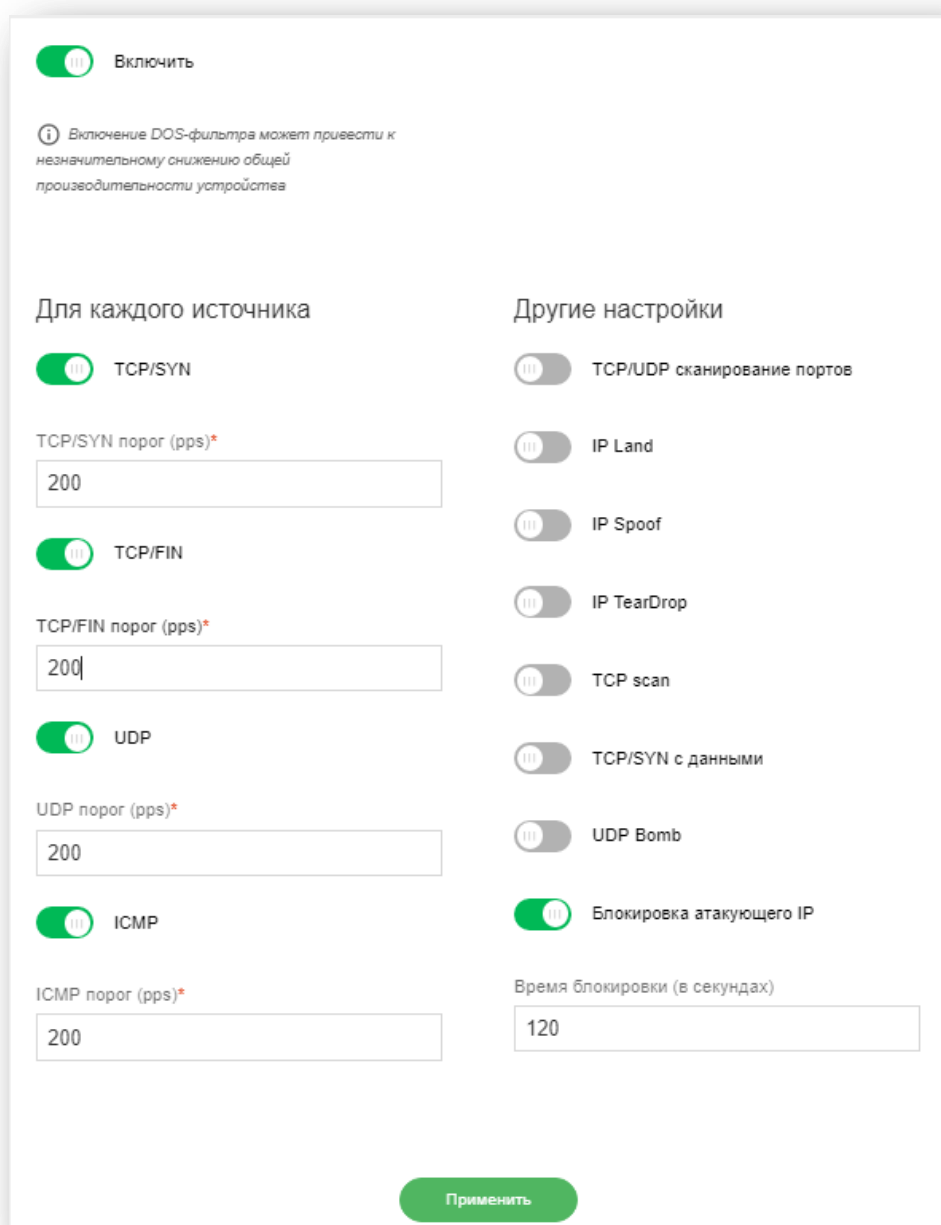 Включить
Включение DOS-фильтра может привести к
незначительному снижению общей
производительности устройства
Для каждого источника
TCP/SYN
TCP/SYN порог (pps)*
200
TCP/FIN
TCP/FIN порог (pps)*
200
UDP
UDP порог (pps)*
200
ICMP
ICMP порог (pps)*
200
Другие настройки
TCP/UDP сканирование портов
IP Land
IP Spoof
IP TearDrop
TCP scan
TCP/SYN с данными
UDP Bomb
Блокировка атакующего IP
Время блокировки (в секундах)
120
Применить